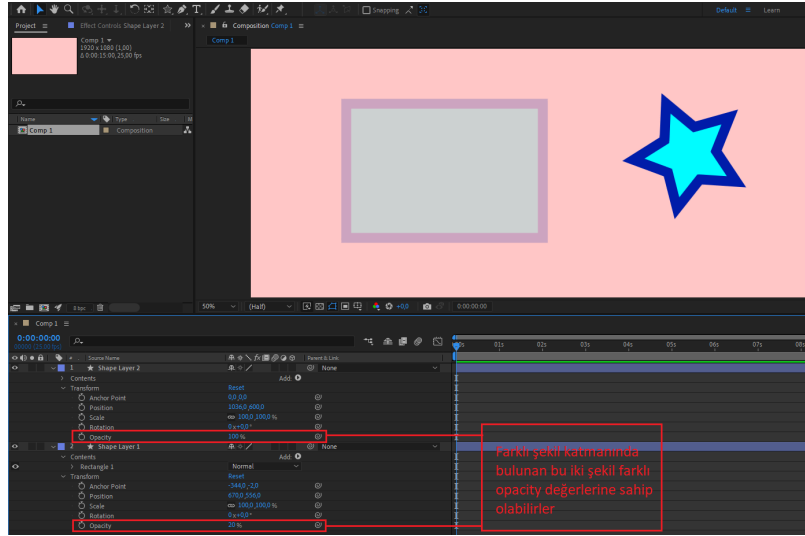 Snapping
Default
Learn
Project
Effect Controls Shape Layer 2
Composition Comp 1
Comp 1
Comp 1
1920 x 1080 (1,00)
Δ 0:00:15:00, 25,00 fps
Name Type Size M
Comp 1 Composition
8 bpc
50% (Half) +0,0 0:00:00:00
Comp 1
0:00:00:00
Source Name Parent & Link
:00s 01s 02s 03s 04s 05s 06s 07s 08s
1 Shape Layer 2 None
Contents Add:
Transform Reset
Anchor Point 0,0 ,0,0
Position 1036,0 ,600,0
Scale 100,0 ,100,0 %
Rotation 0 x +0,0 °
Opacity 100 %
2 Shape Layer 1 None
Contents Add:
Rectangle 1 Normal
Transform Reset
Anchor Point -344,0 ,-2,0
Position 670,0 ,556,0
Scale 100,0 ,100,0 %
Rotation 0 x +0,0 °
Opacity 20 %
Farklı şekil katmanında
bulunan bu iki şekil farklı
opacity değerlerine sahip
olabilirler